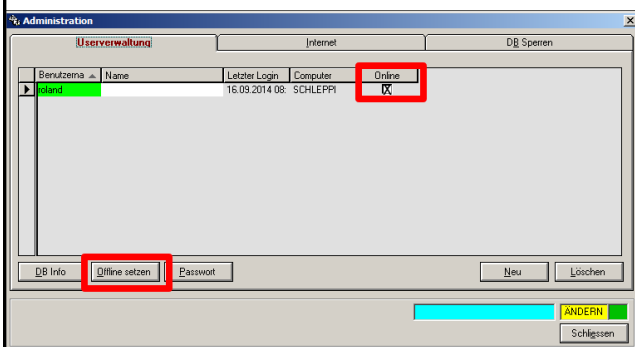 Administration
Userverwaltung Internet DB Sperren
Benutzerna Name Letzter Login Computer Online
roland 16.09.2014 08: SCHLEPPI X
DB Info Offline setzen Passwort Neu Löschen
ÄNDERN
Schliessen